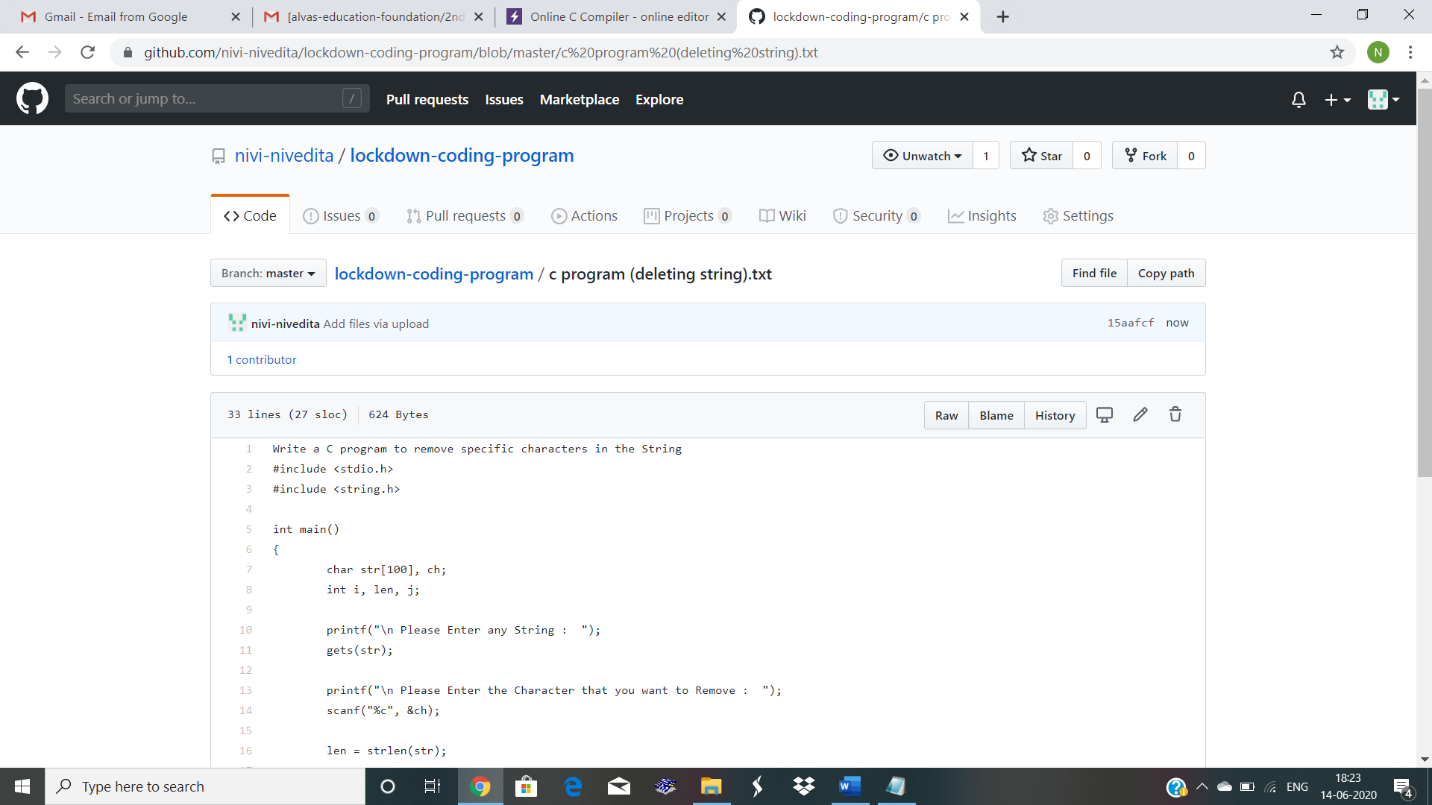 Gmail - Email from Google
[alvas-education-foundation/2nd
Online C Compiler - online editor
lockdown-coding-program/c pro
github.com/nivi-nivedita/lockdown-coding-program/blob/master/c%20program%20(deleting%20string).txt
N
Search or jump to... /
Pull requests Issues Marketplace Explore
nivi-nivedita / lockdown-coding-program
Unwatch 1 Star 0 Fork 0
<> Code Issues 0 Pull requests 0 Actions Projects 0 Wiki Security 0 Insights Settings
Branch: master lockdown-coding-program / c program (deleting string).txt Find file Copy path
nivi-nivedita Add files via upload 15aafcf now
1 contributor
33 lines (27 sloc) 624 Bytes Raw Blame History
1 Write a C program to remove specific characters in the String
2 #include <stdio.h>
3 #include <string.h>
4
5 int main()
6 {
7 char str[100], ch;
8 int i, len, j;
9
10 printf("\n Please Enter any String :  ");
11 gets(str);
12
13 printf("\n Please Enter the Character that you want to Remove :  ");
14 scanf("%c", &ch);
15
16 len = strlen(str);
Type here to search
ENG
18:23
14-06-2020
4